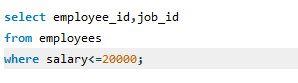 select employee_id,job_id
from employees
where salary<=20000;